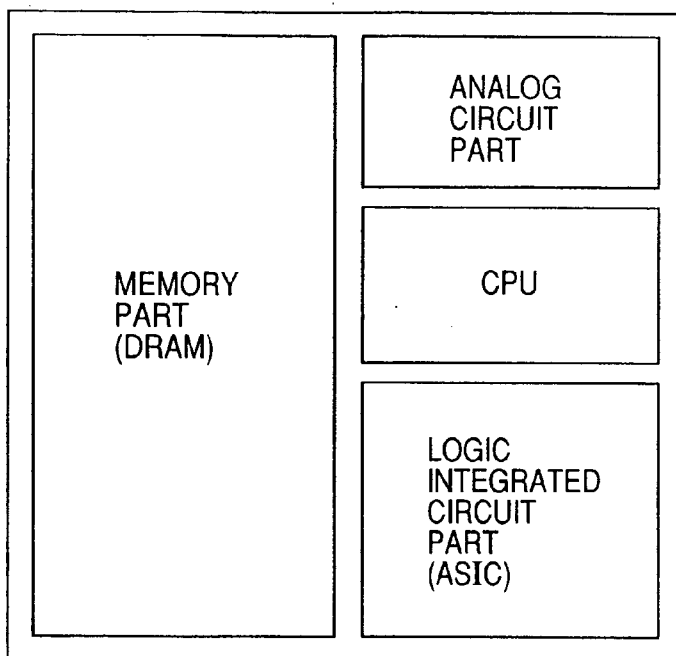 MEMORY
PART
(DRAM)
ANALOG
CIRCUIT
PART
CPU
LOGIC
INTEGRATED
CIRCUIT
PART
(ASIC)